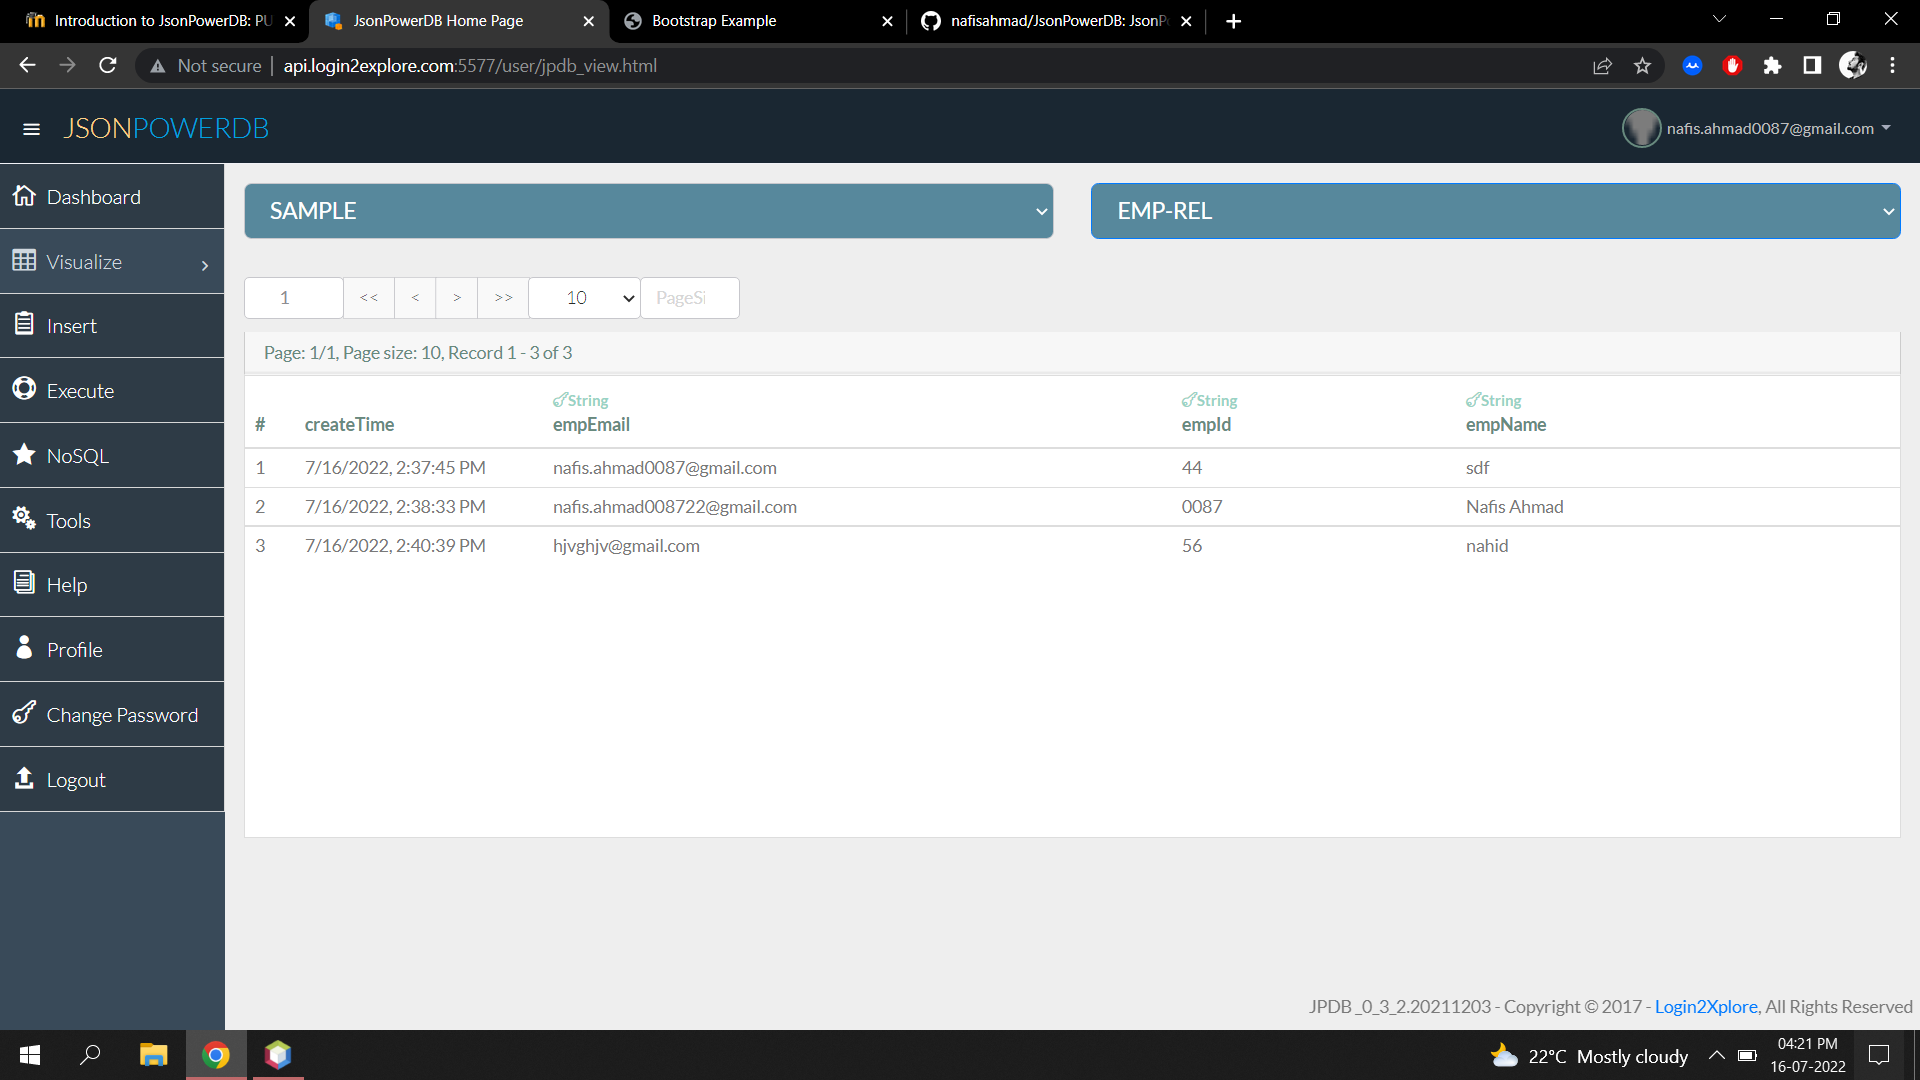 Introduction to JsonPowerDB: PU
JsonPowerDB Home Page
Bootstrap Example
nafisahmad/JsonPowerDB: JsonP
Not secure
api.login2explore.com:5577/user/jpdb_view.html
JSONPOWERDB
nafis.ahmad0087@gmail.com
Dashboard
Visualize
Insert
Execute
NoSQL
Tools
Help
Profile
Change Password
Logout
SAMPLE
EMP-REL
1 << < > >> 10 PageSi
Page: 1/1, Page size: 10, Record 1 - 3 of 3
String String String
# createTime empEmail empId empName
1 7/16/2022, 2:37:45 PM nafis.ahmad0087@gmail.com 44 sdf
2 7/16/2022, 2:38:33 PM nafis.ahmad008722@gmail.com 0087 Nafis Ahmad
3 7/16/2022, 2:40:39 PM hjvghjv@gmail.com 56 nahid
JPDB_0_3_2.20211203 - Copyright © 2017 - Login2Xplore, All Rights Reserved
22°C Mostly cloudy
04:21 PM
16-07-2022